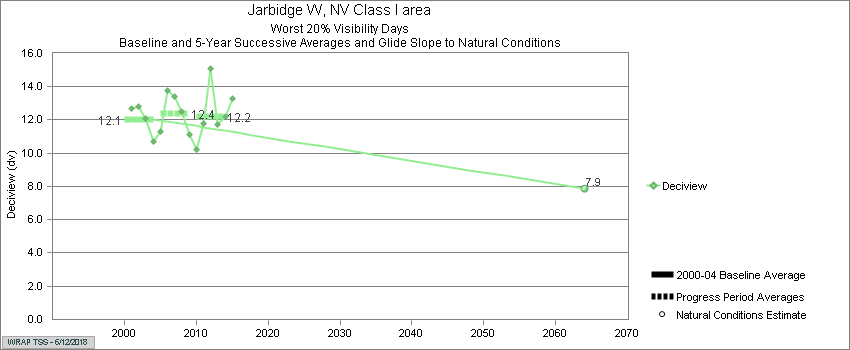 Jarbidge W, NV Class I area
Worst 20% Visibility Days
Baseline and 5-Year Successive Averages and Glide Slope to Natural Conditions
16.0
14.0
12.0
10.0
8.0
6.0
4.0
2.0
0.0
Deciview (dv)
12.1
12.4
12.2
7.9
2000
2010
2020
2030
2040
2050
2060
2070
Deciview
2000-04 Baseline Average
Progress Period Averages
Natural Conditions Estimate
WRAP TSS - 6/12/2018